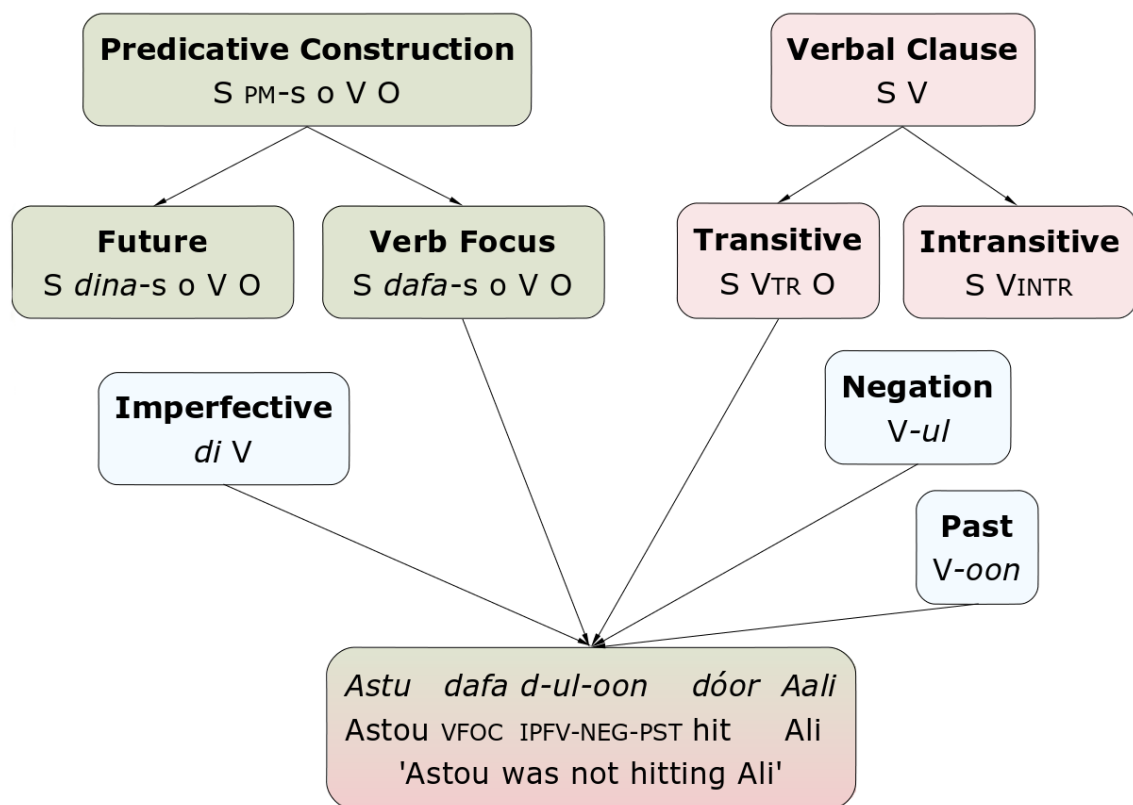 Predicative Construction
S PM-s o V O
Verbal Clause
S V
Future
S dina-s o V O
Verb Focus
S dafa-s o V O
Transitive
S VTR O
Intransitive
S VINTR
Imperfective
di V
Negation
V-ul
Past
V-oon
Astu dafa d-ul-oon dóor Aali
Astou VFOC IPFV-NEG-PST hit Ali
'Astou was not hitting Ali'